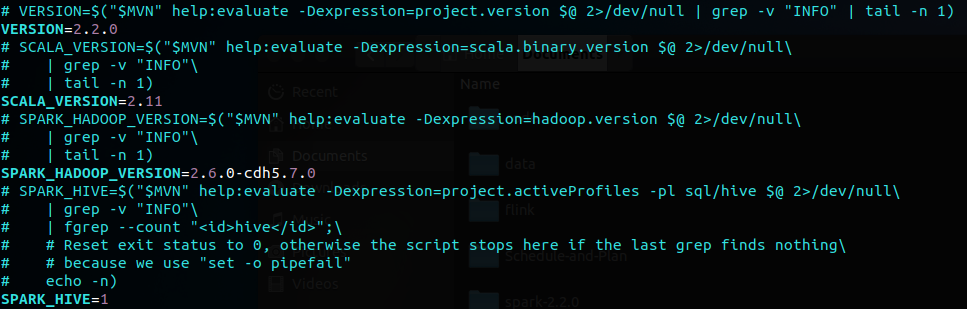 # VERSION=$("$MVN" help:evaluate -Dexpression=project.version $@ 2>/dev/null | grep -v "INFO" | tail -n 1)
VERSION=2.2.0
# SCALA_VERSION=$("$MVN" help:evaluate -Dexpression=scala.binary.version $@ 2>/dev/null\
#    | grep -v "INFO"\
#    | tail -n 1)
SCALA_VERSION=2.11
# SPARK_HADOOP_VERSION=$("$MVN" help:evaluate -Dexpression=hadoop.version $@ 2>/dev/null\
#    | grep -v "INFO"\
#    | tail -n 1)
SPARK_HADOOP_VERSION=2.6.0-cdh5.7.0
# SPARK_HIVE=$("$MVN" help:evaluate -Dexpression=project.activeProfiles -pl sql/hive $@ 2>/dev/null\
#    | grep -v "INFO"\
#    | fgrep --count "<id>hive</id>";\
#    # Reset exit status to 0, otherwise the script stops here if the last grep finds nothing\
#    # because we use "set -o pipefail"
#    echo -n)
SPARK_HIVE=1
Documents
Recent
Name
Documents
data
flink
Schedule-and-Plan
Videos
spark-2.2.0